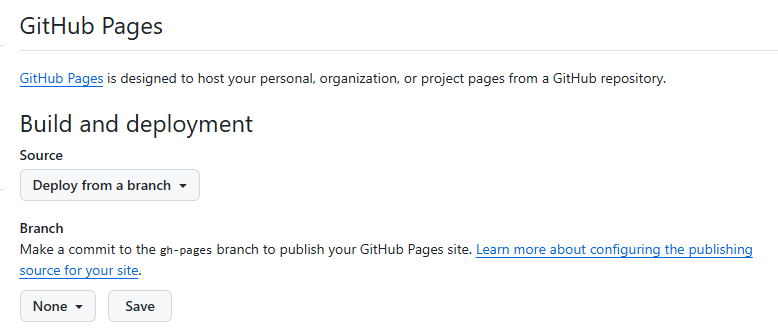 GitHub Pages
GitHub Pages is designed to host your personal, organization, or project pages from a GitHub repository.
Build and deployment
Source
Deploy from a branch
Branch
Make a commit to the gh-pages branch to publish your GitHub Pages site. Learn more about configuring the publishing
source for your site.
None Save